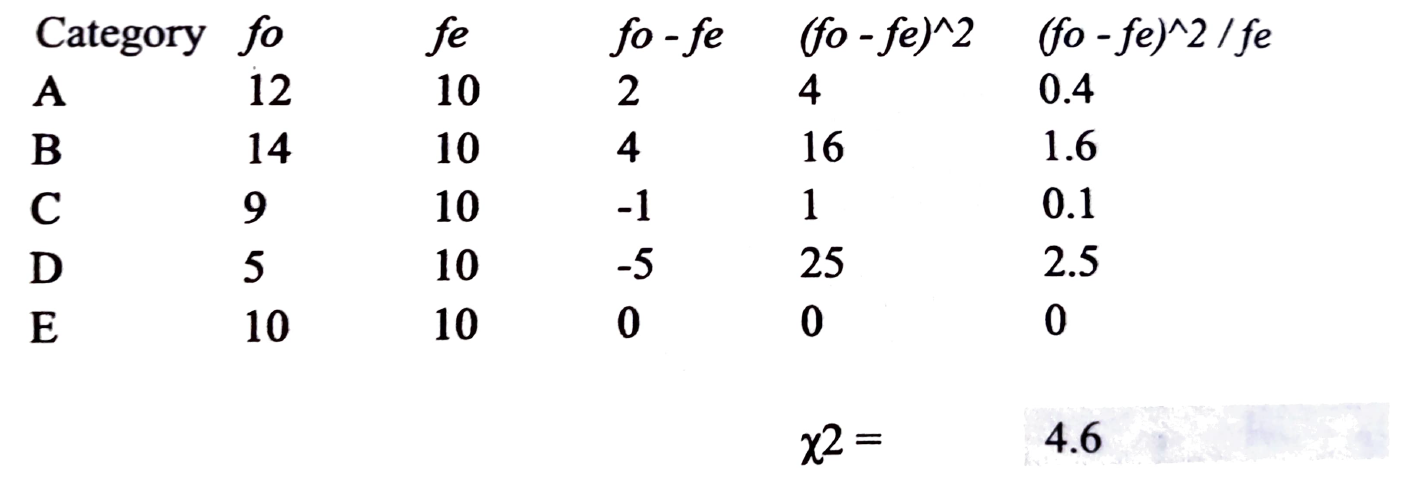 Category fo fe fo - fe (fo - fe)^2 (fo - fe)^2 / fe
A 12 10 2 4 0.4
B 14 10 4 16 1.6
C 9 10 -1 1 0.1
D 5 10 -5 25 2.5
E 10 10 0 0 0
χ2 = 4.6